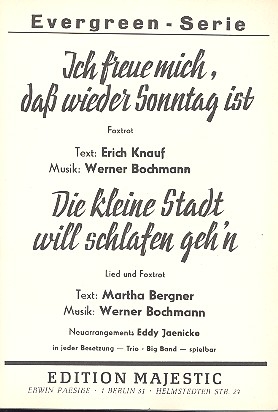 Evergreen-Serie
Ich freue mich,
daß wieder Sonntag ist
Foxtrot
Text: Erich Knauf
Musik: Werner Bochmann
Die kleine Stadt
will schlafen geh'n
Lied und Foxtrot
Text: Martha Bergner
Musik: Werner Bochmann
Neuarrangements Eddy Jaenicke
in jeder Besetzung — Trio - Big Band — spielbar
EDITION MAJESTIC
ERWIN PAESIKE · 1 BERLIN 31 · HELMSTEDTER STR. 23